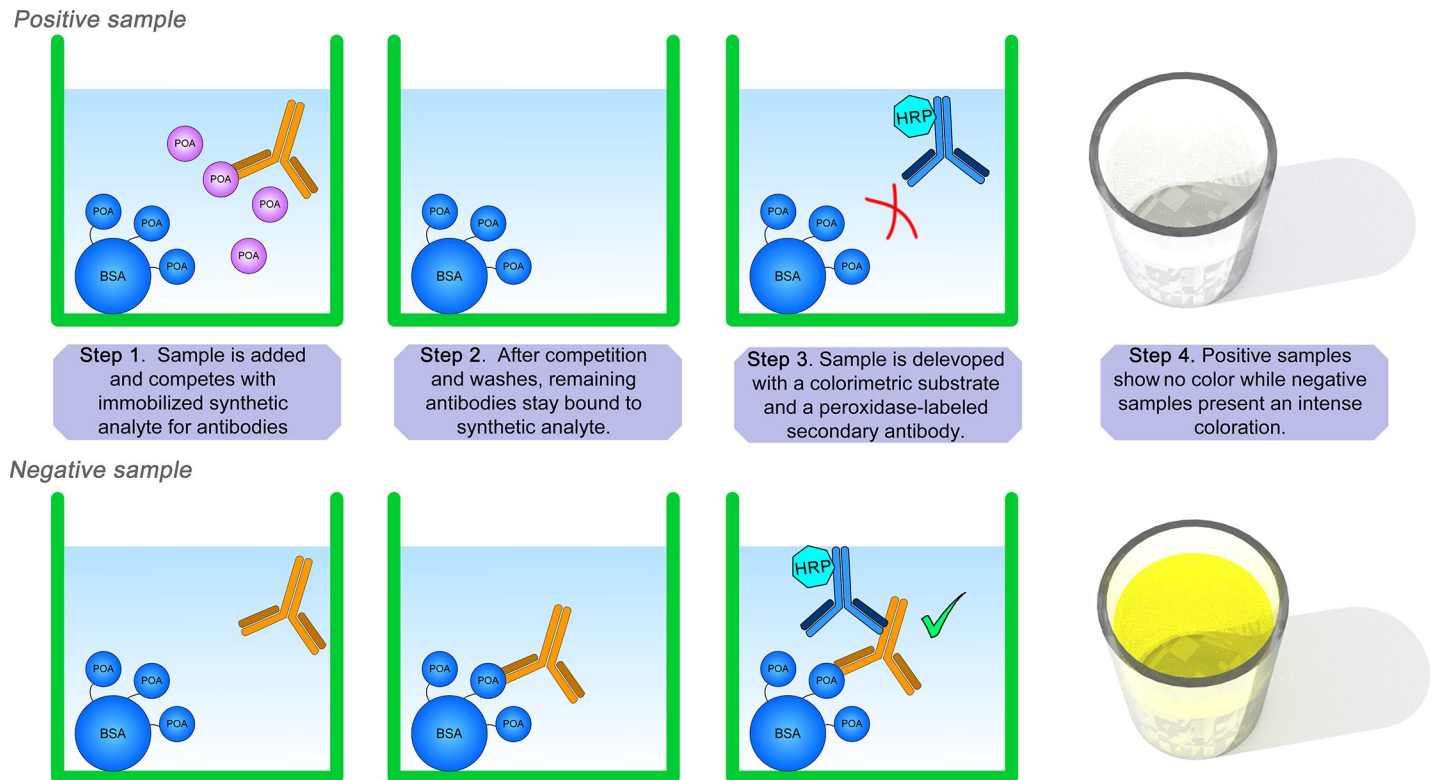 Positive sample
POA
POA
POA
POA
POA
POA
POA
BSA
POA
POA
POA
BSA
HRP
POA
POA
POA
BSA
Step 1. Sample is added
and competes with
immobilized synthetic
analyte for antibodies
Step 2. After competition
and washes, remaining
antibodies stay bound to
synthetic analyte.
Step 3. Sample is delevoped
with a colorimetric substrate
and a peroxidase-labeled
secondary antibody.
Step 4. Positive samples
show no color while negative
samples present an intense
coloration.
Negative sample
POA
POA
POA
BSA
POA
POA
POA
BSA
HRP
POA
POA
POA
BSA